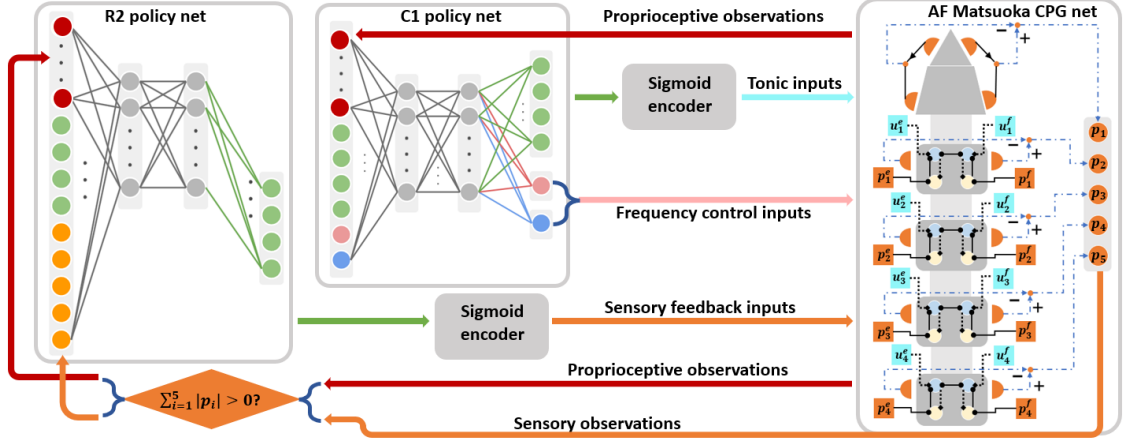 R2 policy net
C1 policy net
Proprioceptive observations
AF Matsuoka CPG net
Sigmoid
encoder
Tonic inputs
Frequency control inputs
Sigmoid
encoder
Sensory feedback inputs
Proprioceptive observations
Sensory observations
∑⁵ᵢ₌₁ |pᵢ| > 0?
− +
p₁
p₂
p₃
p₄
p₅
u₁ᵉ u₁ᶠ
− +
p₁ᵉ p₁ᶠ
u₂ᵉ u₂ᶠ
− +
p₂ᵉ p₂ᶠ
u₃ᵉ u₃ᶠ
− +
p₃ᵉ p₃ᶠ
u₄ᵉ u₄ᶠ
− +
p₄ᵉ p₄ᶠ